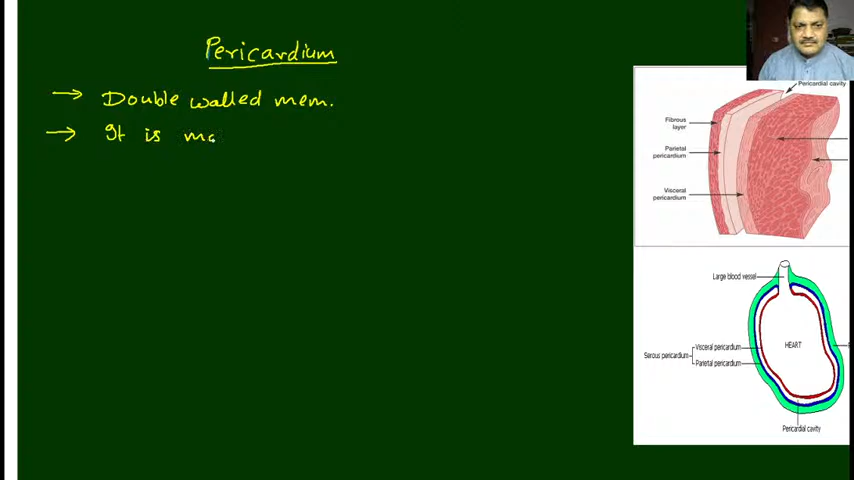 Pericardium
→ Double walled mem.
→ It is ma
Pericardial cavity
Fibrous
layer
Parietal
pericardium
Visceral
pericardium
Large blood vessel
HEART
Serous pericardium
Visceral pericardium
Parietal pericardium
Pericardial cavity